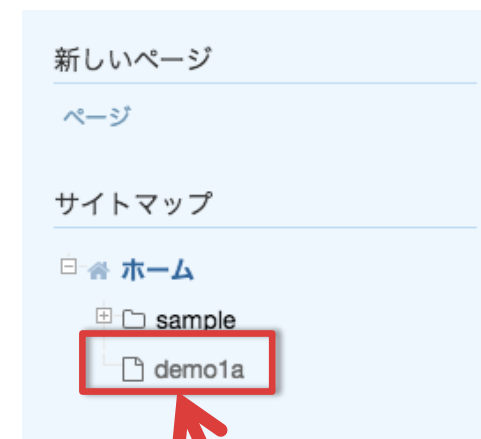 新しいページ
ページ
サイトマップ
ホーム
sample
demo1a